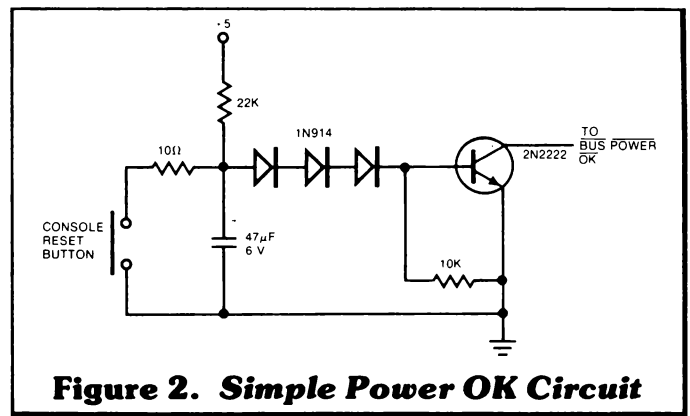 +5
22K
1N914
10Ω
2N2222
TO
BUS POWER
OK
CONSOLE
RESET
BUTTON
47μF
6 V
10K
Figure 2. Simple Power OK Circuit